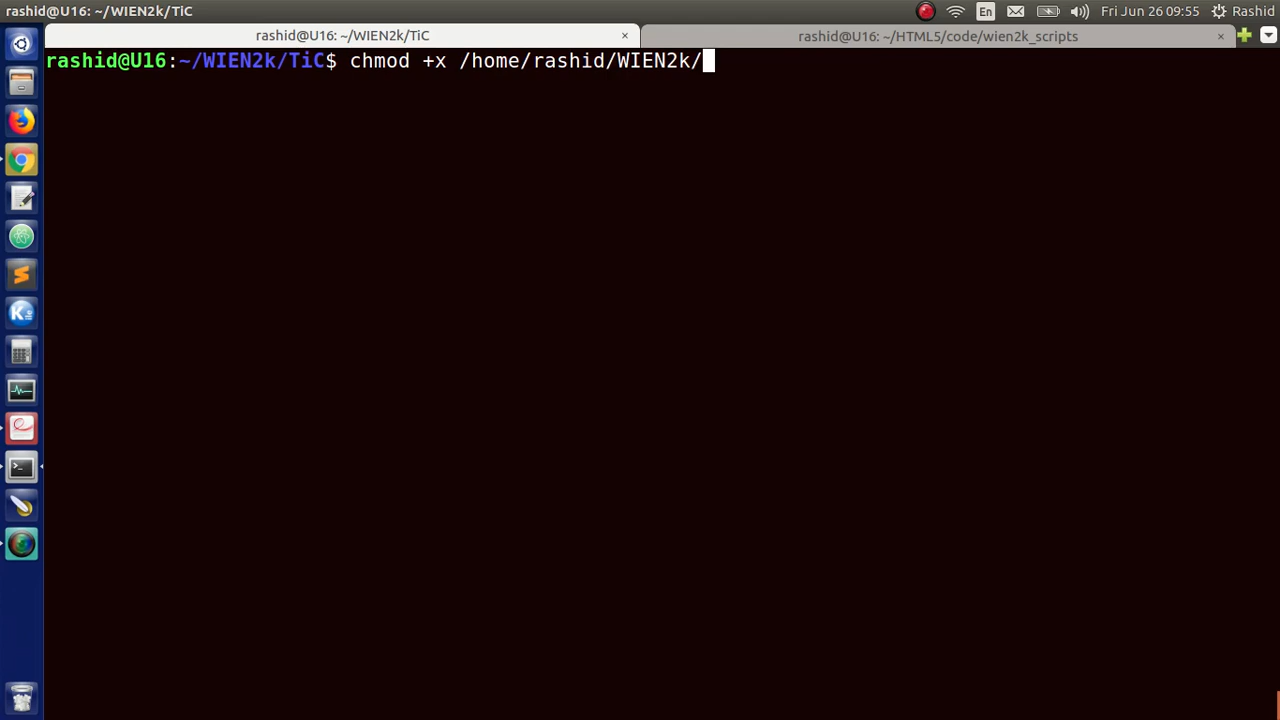 rashid@U16: ~/WIEN2k/TiC
En
Fri Jun 26 09:55
Rashid
rashid@U16: ~/WIEN2k/TiC ×
rashid@U16: ~/HTML5/code/wien2k_scripts ×
rashid@U16:~/WIEN2k/TiC$ chmod +x /home/rashid/WIEN2k/